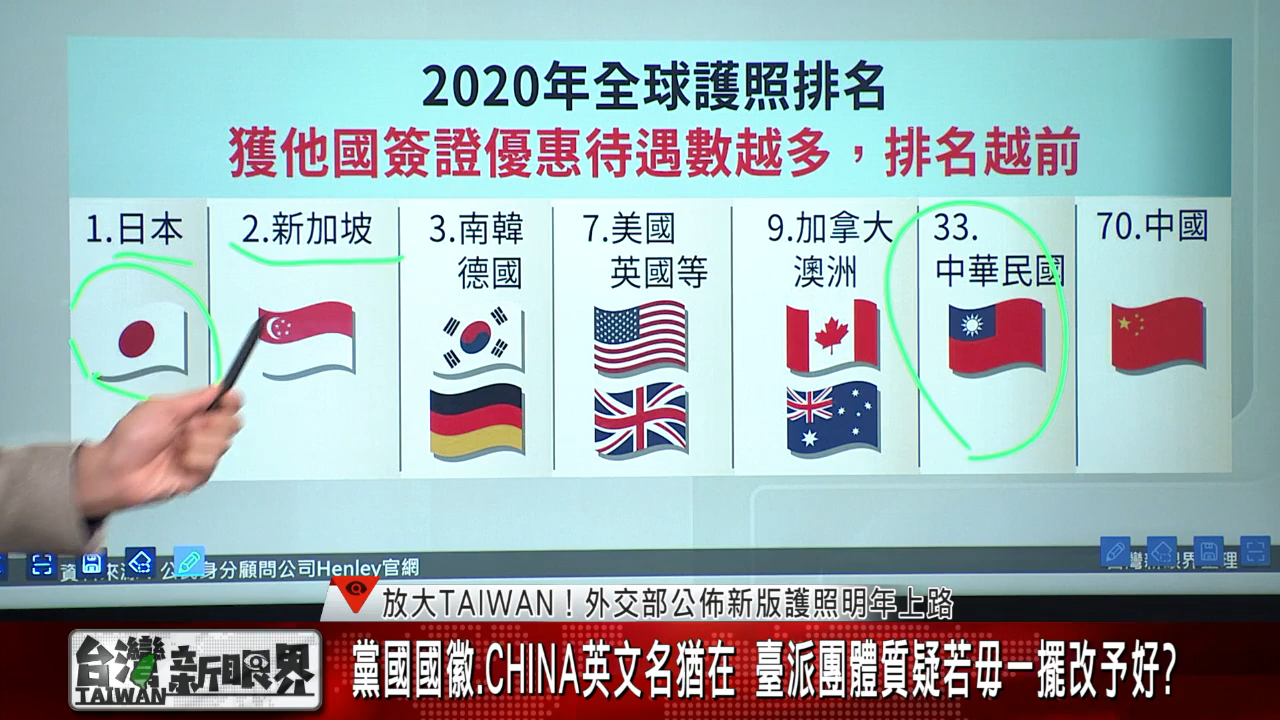 2020年全球護照排名
獲他國簽證優惠待遇數越多，排名越前
1.日本
2.新加坡
3.南韓
德國
7.美國
英國等
9.加拿大
澳洲
33.
中華民國
70.中國
身分顧問公司Henley官網
放大TAIWAN！外交部公佈新版護照明年上路
台灣新眼界
TAIWAN
黨國國徽.CHINA英文名猶在 臺派團體質疑若毋一擺改予好?